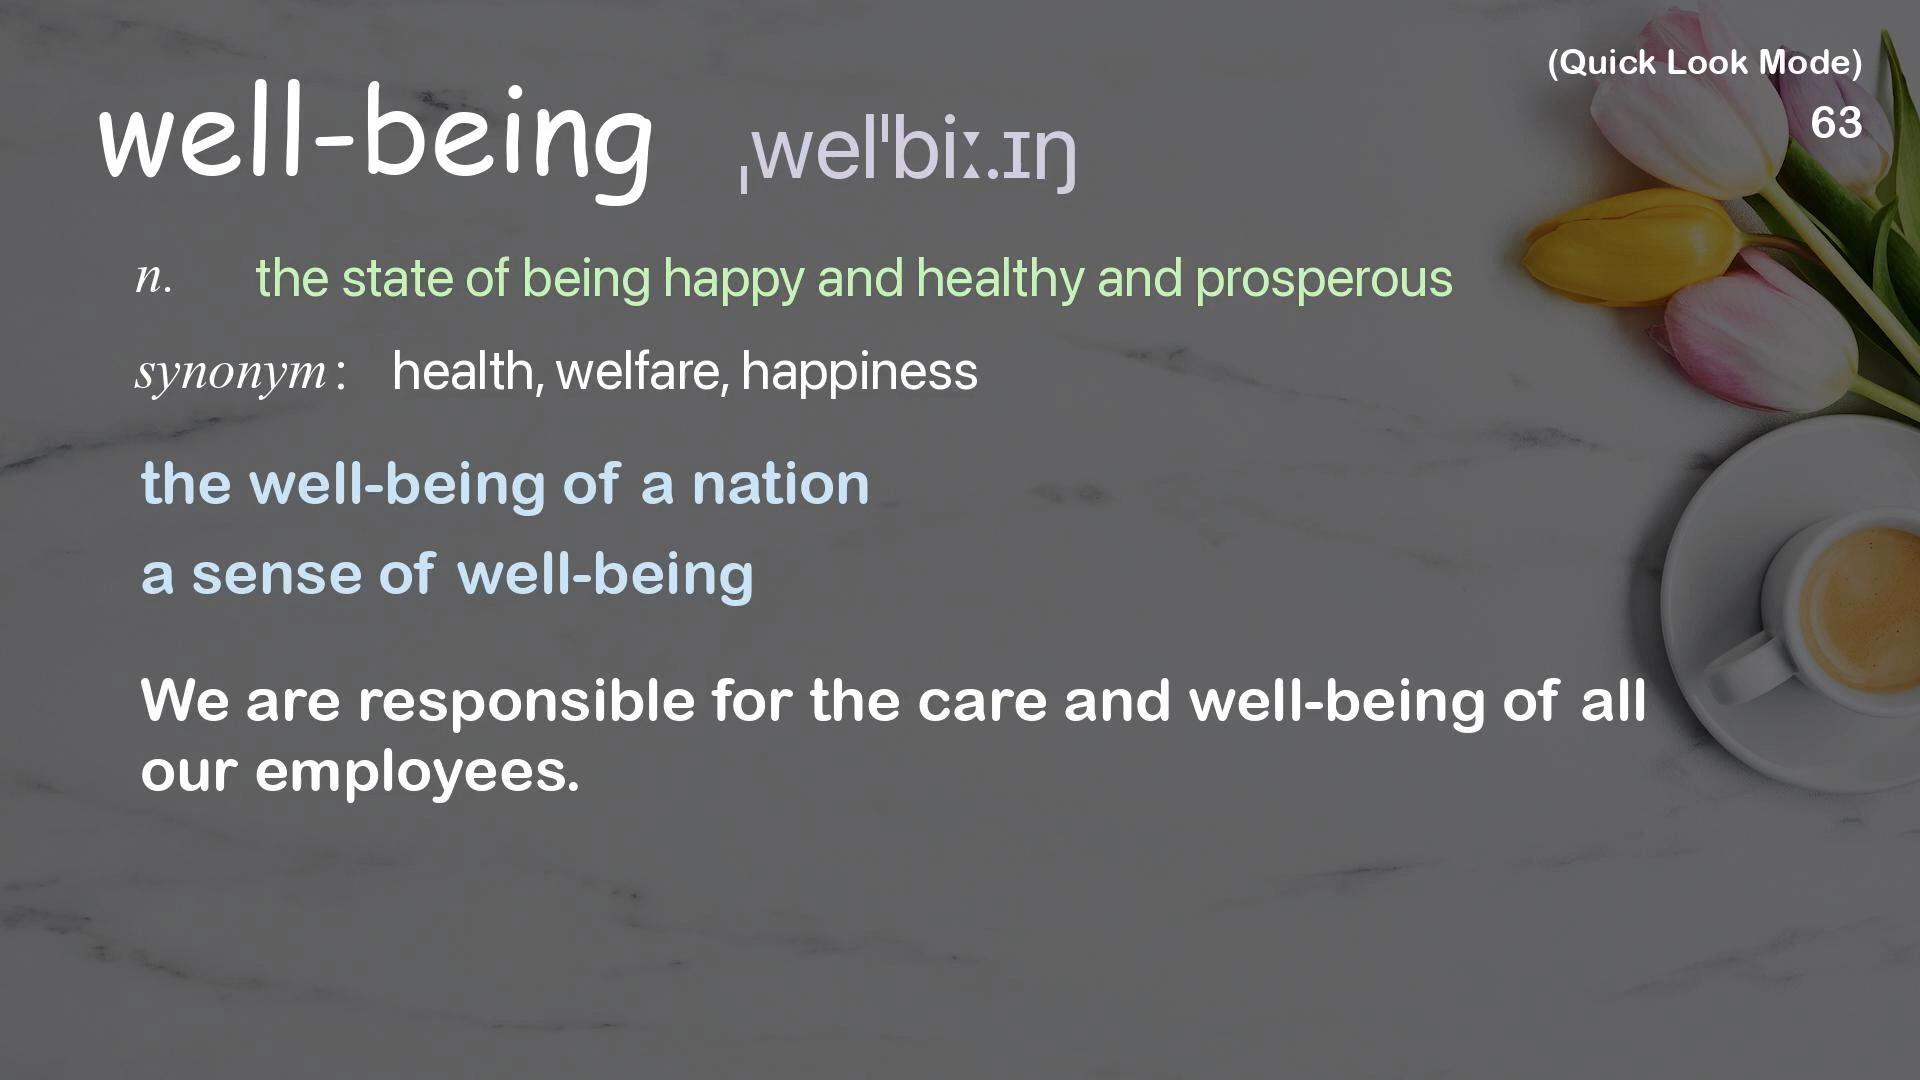 (Quick Look Mode)
well-being ˌwelˈbiː.ɪŋ
63
n. the state of being happy and healthy and prosperous
synonym: health, welfare, happiness
the well-being of a nation
a sense of well-being
We are responsible for the care and well-being of all
our employees.